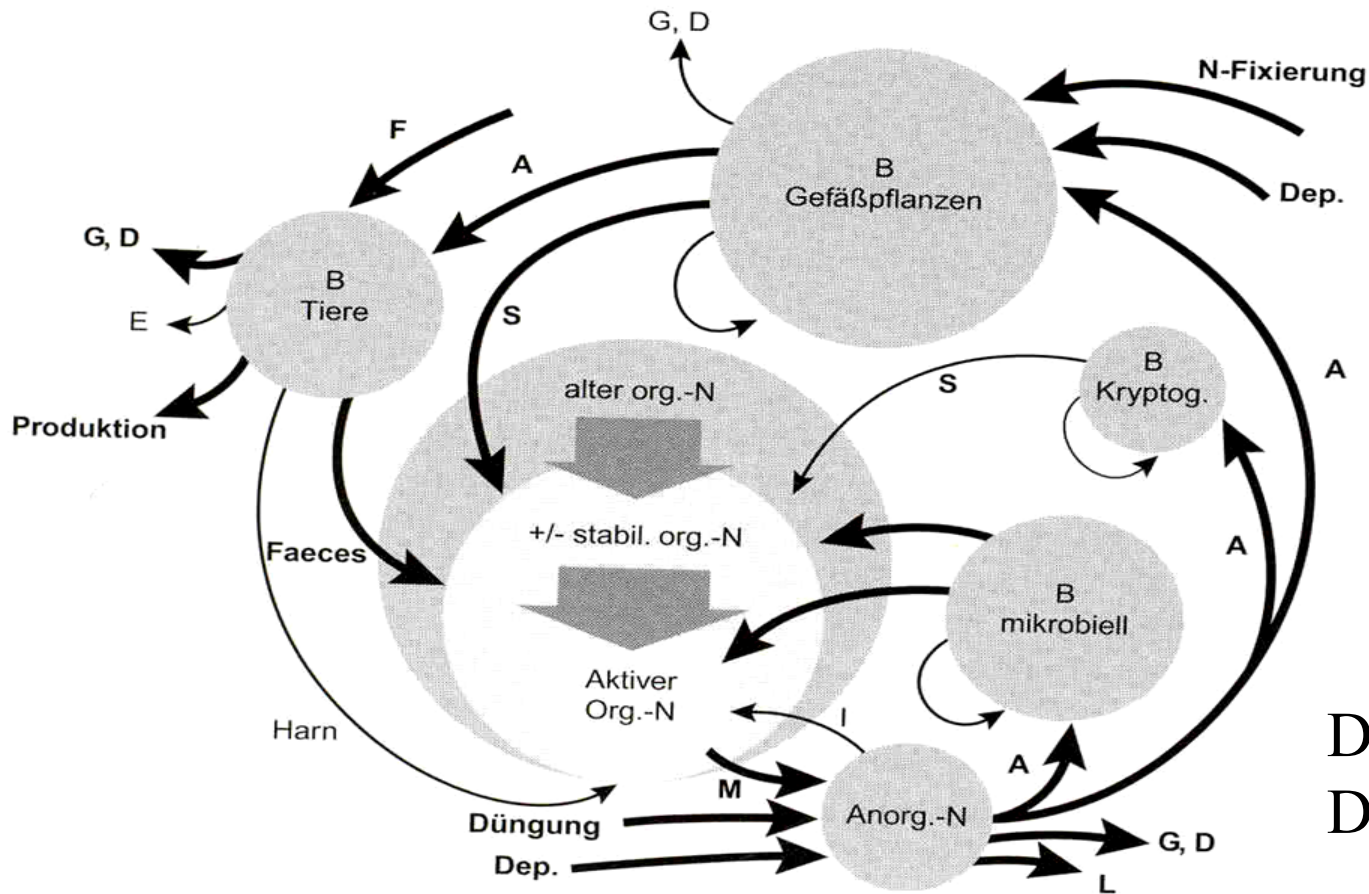 G, D
N-Fixierung
F
A
B
Gefäßpflanzen
Dep.
G, D
B
Tiere
E
S
Produktion
alter org.-N
S
B
Kryptog.
A
+/- stabil. org.-N
Faeces
A
B
mikrobiell
Aktiver
Org.-N
Harn
I
D
M
A
Düngung
Anorg.-N
D
Dep.
G, D
L